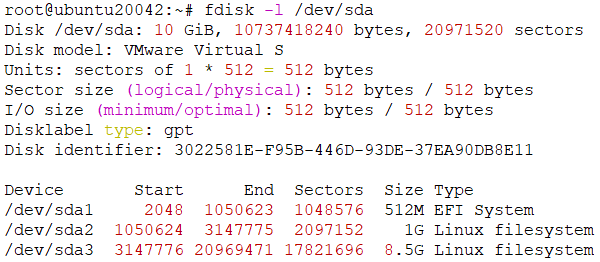 root@ubuntu20042:~# fdisk -l /dev/sda
Disk /dev/sda: 10 GiB, 10737418240 bytes, 20971520 sectors
Disk model: VMware Virtual S
Units: sectors of 1 * 512 = 512 bytes
Sector size (logical/physical): 512 bytes / 512 bytes
I/O size (minimum/optimal): 512 bytes / 512 bytes
Disklabel type: gpt
Disk identifier: 3022581E-F95B-446D-93DE-37EA90DB8E11

Device       Start      End  Sectors  Size Type
/dev/sda1     2048  1050623  1048576  512M EFI System
/dev/sda2  1050624  3147775  2097152    1G Linux filesystem
/dev/sda3  3147776 20969471 17821696  8.5G Linux filesystem